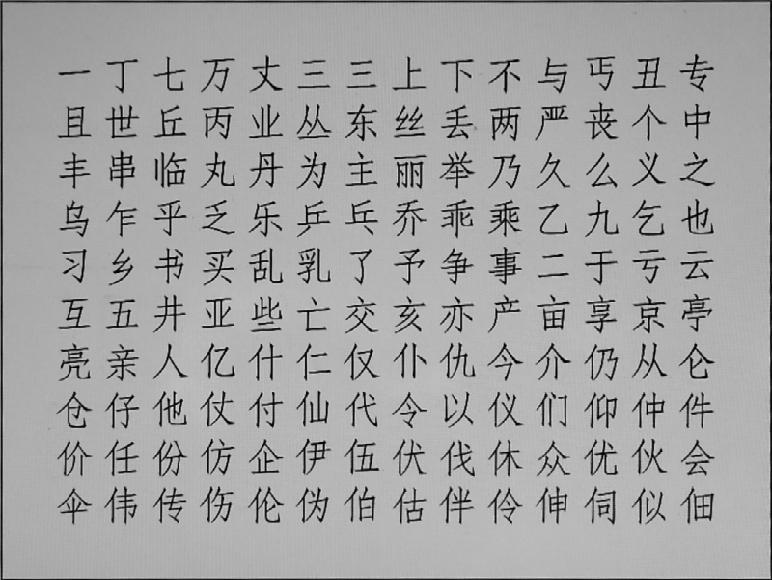 一丁七万丈三三上下不与丐丑专
且世丘丙业丛东丝丢两严丧个中
丰串临丸丹为主丽举乃久么义之
乌乍乎乏乐乒乓乔乖乘乙九乞也
习乡书买乱乳了予争事二于亏云
互五井亚些亡交亥亦产亩享京亭
亮亲人亿什仁仅仆仇今介仍从仑
仓仔他仗付仙代令以仪们仰仲件
价任份仿企伊伍伏伐休众优伙会
伞伟传伤伦伪伯估伴伶伸伺似佃